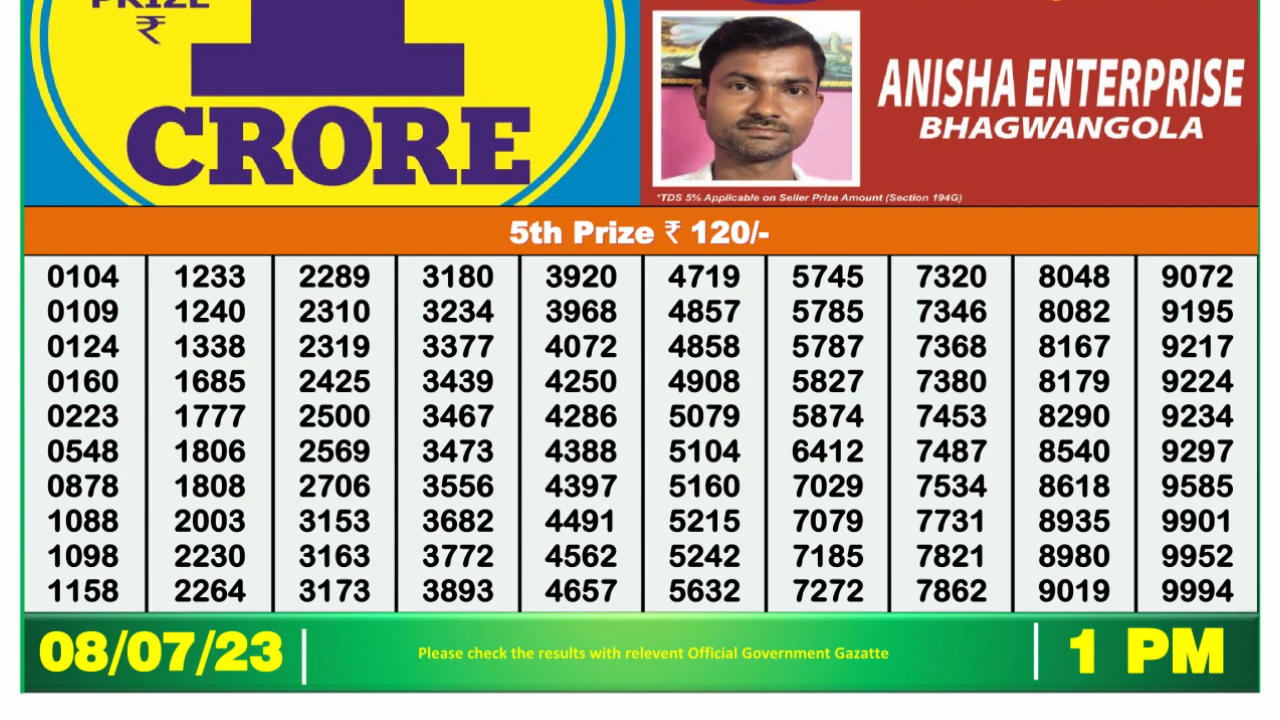 PRIZE
₹
1
CRORE
ANISHA ENTERPRISE
BHAGWANGOLA
*TDS 5% Applicable on Seller Prize Amount (Section 194G)
5th Prize ₹ 120/-
0104 1233 2289 3180 3920 4719 5745 7320 8048 9072
0109 1240 2310 3234 3968 4857 5785 7346 8082 9195
0124 1338 2319 3377 4072 4858 5787 7368 8167 9217
0160 1685 2425 3439 4250 4908 5827 7380 8179 9224
0223 1777 2500 3467 4286 5079 5874 7453 8290 9234
0548 1806 2569 3473 4388 5104 6412 7487 8540 9297
0878 1808 2706 3556 4397 5160 7029 7534 8618 9585
1088 2003 3153 3682 4491 5215 7079 7731 8935 9901
1098 2230 3163 3772 4562 5242 7185 7821 8980 9952
1158 2264 3173 3893 4657 5632 7272 7862 9019 9994
08/07/23
Please check the results with relevent Official Government Gazatte
1 PM